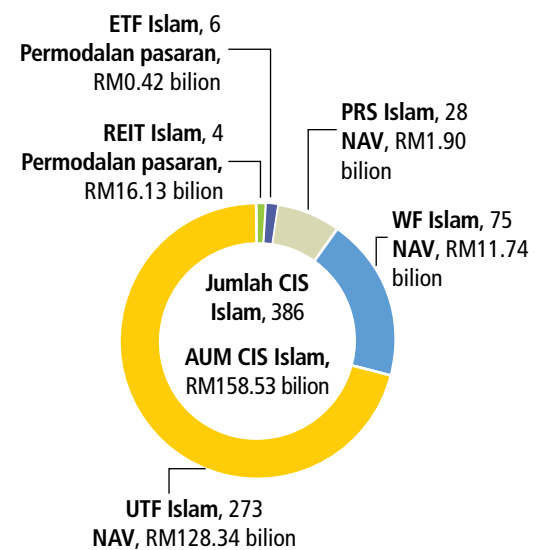 ETF Islam, 6
Permodalan pasaran,
RM0.42 bilion
REIT Islam, 4
Permodalan pasaran,
RM16.13 bilion
PRS Islam, 28
NAV, RM1.90
bilion
WF Islam, 75
NAV, RM11.74
bilion
Jumlah CIS
Islam, 386
AUM CIS Islam,
RM158.53 bilion
UTF Islam, 273
NAV, RM128.34 bilion